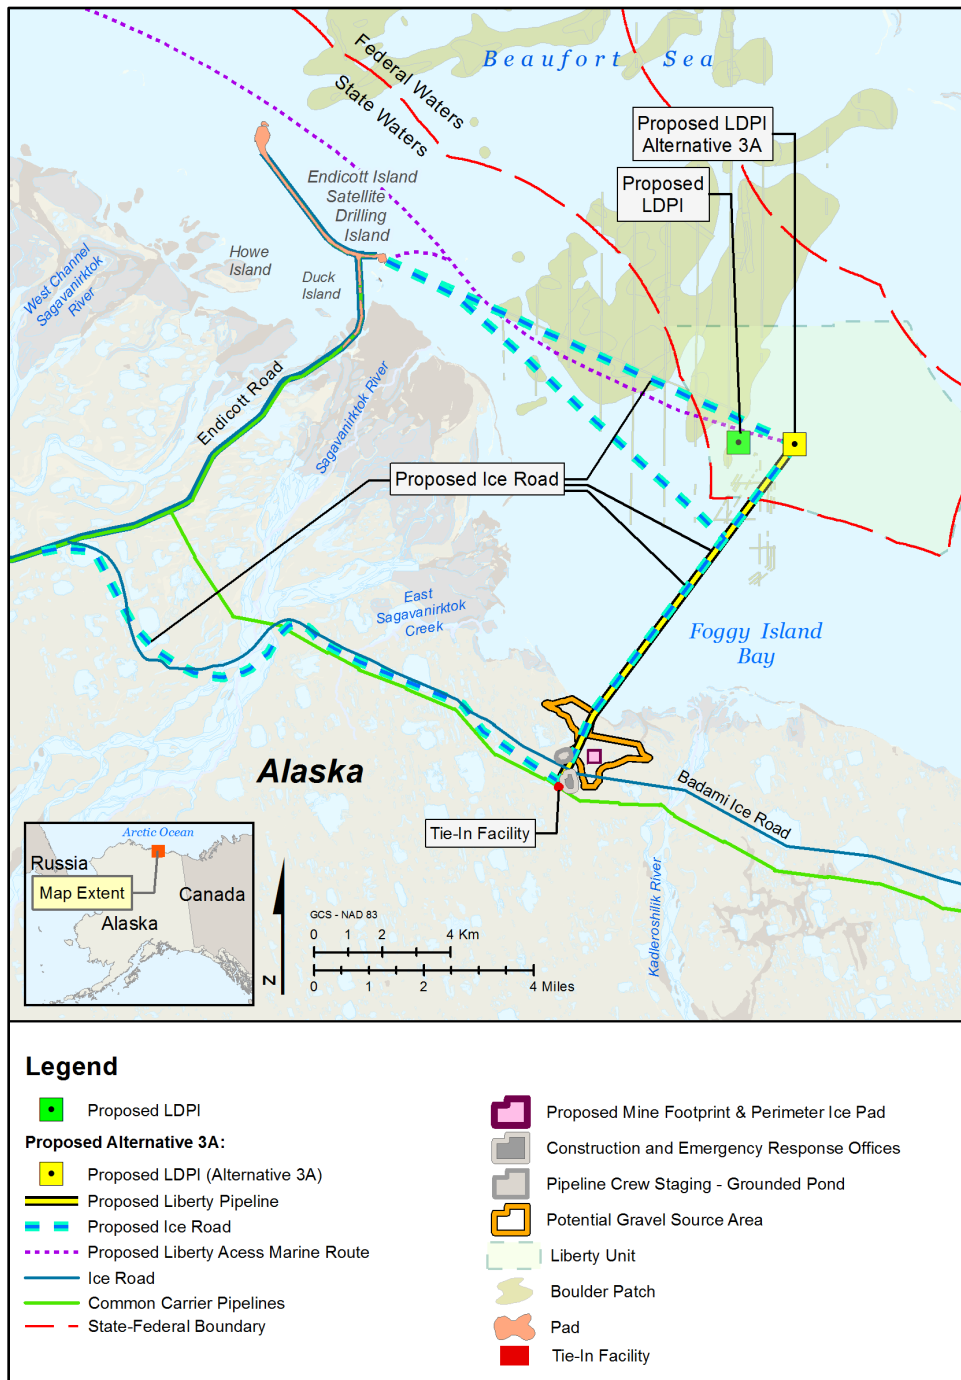 Beaufort Sea
Federal Waters
State Waters
Proposed LDPI
Alternative 3A
Proposed
LDPI
Endicott Island
Satellite
Drilling
Island
Howe
Island
Duck
Island
West Channel
Sagavanirktok
River
Endicott Road
Sagavanirktok River
Proposed Ice Road
East
Sagavanirktok
Creek
Foggy Island
Bay
Alaska
Badami Ice Road
Tie-In Facility
Kadleroshilik River
Arctic Ocean
Russia
Map Extent
Canada
Alaska
N
GCS - NAD 83
0 1 2 4 Km
0 1 2 4 Miles
Legend
Proposed LDPI
Proposed Alternative 3A:
Proposed LDPI (Alternative 3A)
Proposed Liberty Pipeline
Proposed Ice Road
Proposed Liberty Acess Marine Route
Ice Road
Common Carrier Pipelines
State-Federal Boundary
Proposed Mine Footprint & Perimeter Ice Pad
Construction and Emergency Response Offices
Pipeline Crew Staging - Grounded Pond
Potential Gravel Source Area
Liberty Unit
Boulder Patch
Pad
Tie-In Facility